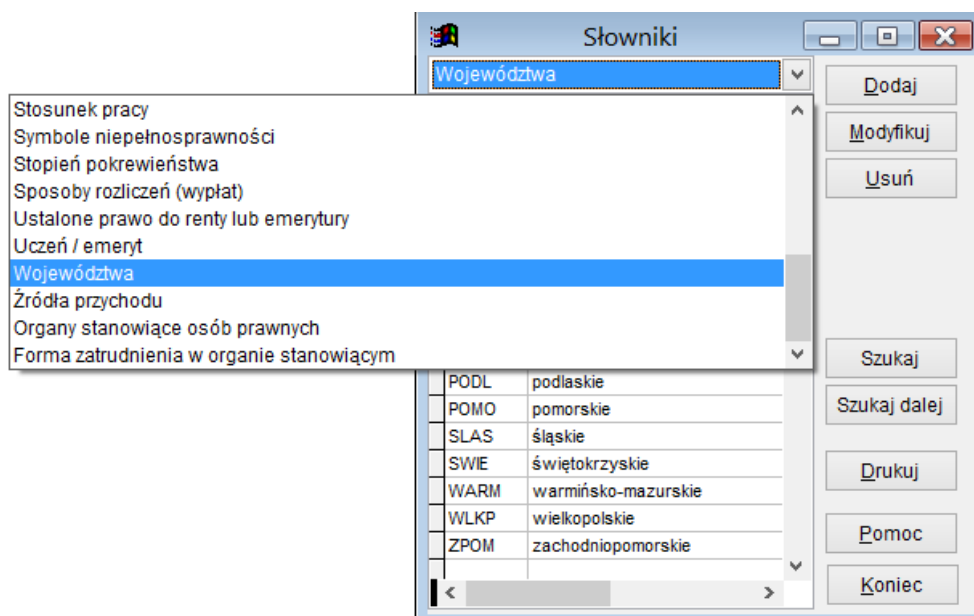 Słowniki
Województwa
Stosunek pracy
Symbole niepełnosprawności
Stopień pokrewieństwa
Sposoby rozliczeń (wypłat)
Ustalone prawo do renty lub emerytury
Uczeń / emeryt
Województwa
Źródła przychodu
Organy stanowiące osób prawnych
Forma zatrudnienia w organie stanowiącym
PODL podlaskie
POMO pomorskie
SLAS śląskie
SWIE świętokrzyskie
WARM warmińsko-mazurskie
WLKP wielkopolskie
ZPOM zachodniopomorskie
Dodaj
Modyfikuj
Usuń
Szukaj
Szukaj dalej
Drukuj
Pomoc
Koniec